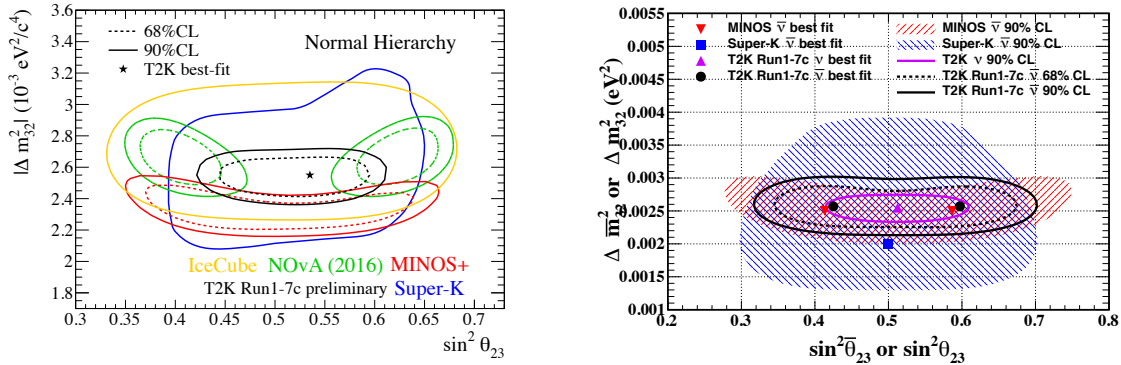 68%CL
90%CL
T2K best-fit
Normal Hierarchy
|Δ m²₃₂| (10⁻³ eV²/c⁴)
3.6
3.4
3.2
3
2.8
2.6
2.4
2.2
2
1.8
IceCube NOvA (2016) MINOS+
T2K Run1-7c preliminary Super-K
0.3 0.35 0.4 0.45 0.5 0.55 0.6 0.65 0.7
sin² θ₂₃
Δ m̅²₃₂ or Δ m²₃₂ (eV²)
0.0055
0.005
0.0045
0.004
0.0035
0.003
0.0025
0.002
0.0015
0.001
MINOS ν̅ best fit
Super-K ν̅ best fit
T2K Run1-7c ν best fit
T2K Run1-7c ν̅ best fit
MINOS ν̅ 90% CL
Super-K ν̅ 90% CL
T2K ν 90% CL
T2K Run1-7c ν̅ 68% CL
T2K Run1-7c ν̅ 90% CL
0.2 0.3 0.4 0.5 0.6 0.7 0.8
sin²θ̅₂₃ or sin²θ₂₃